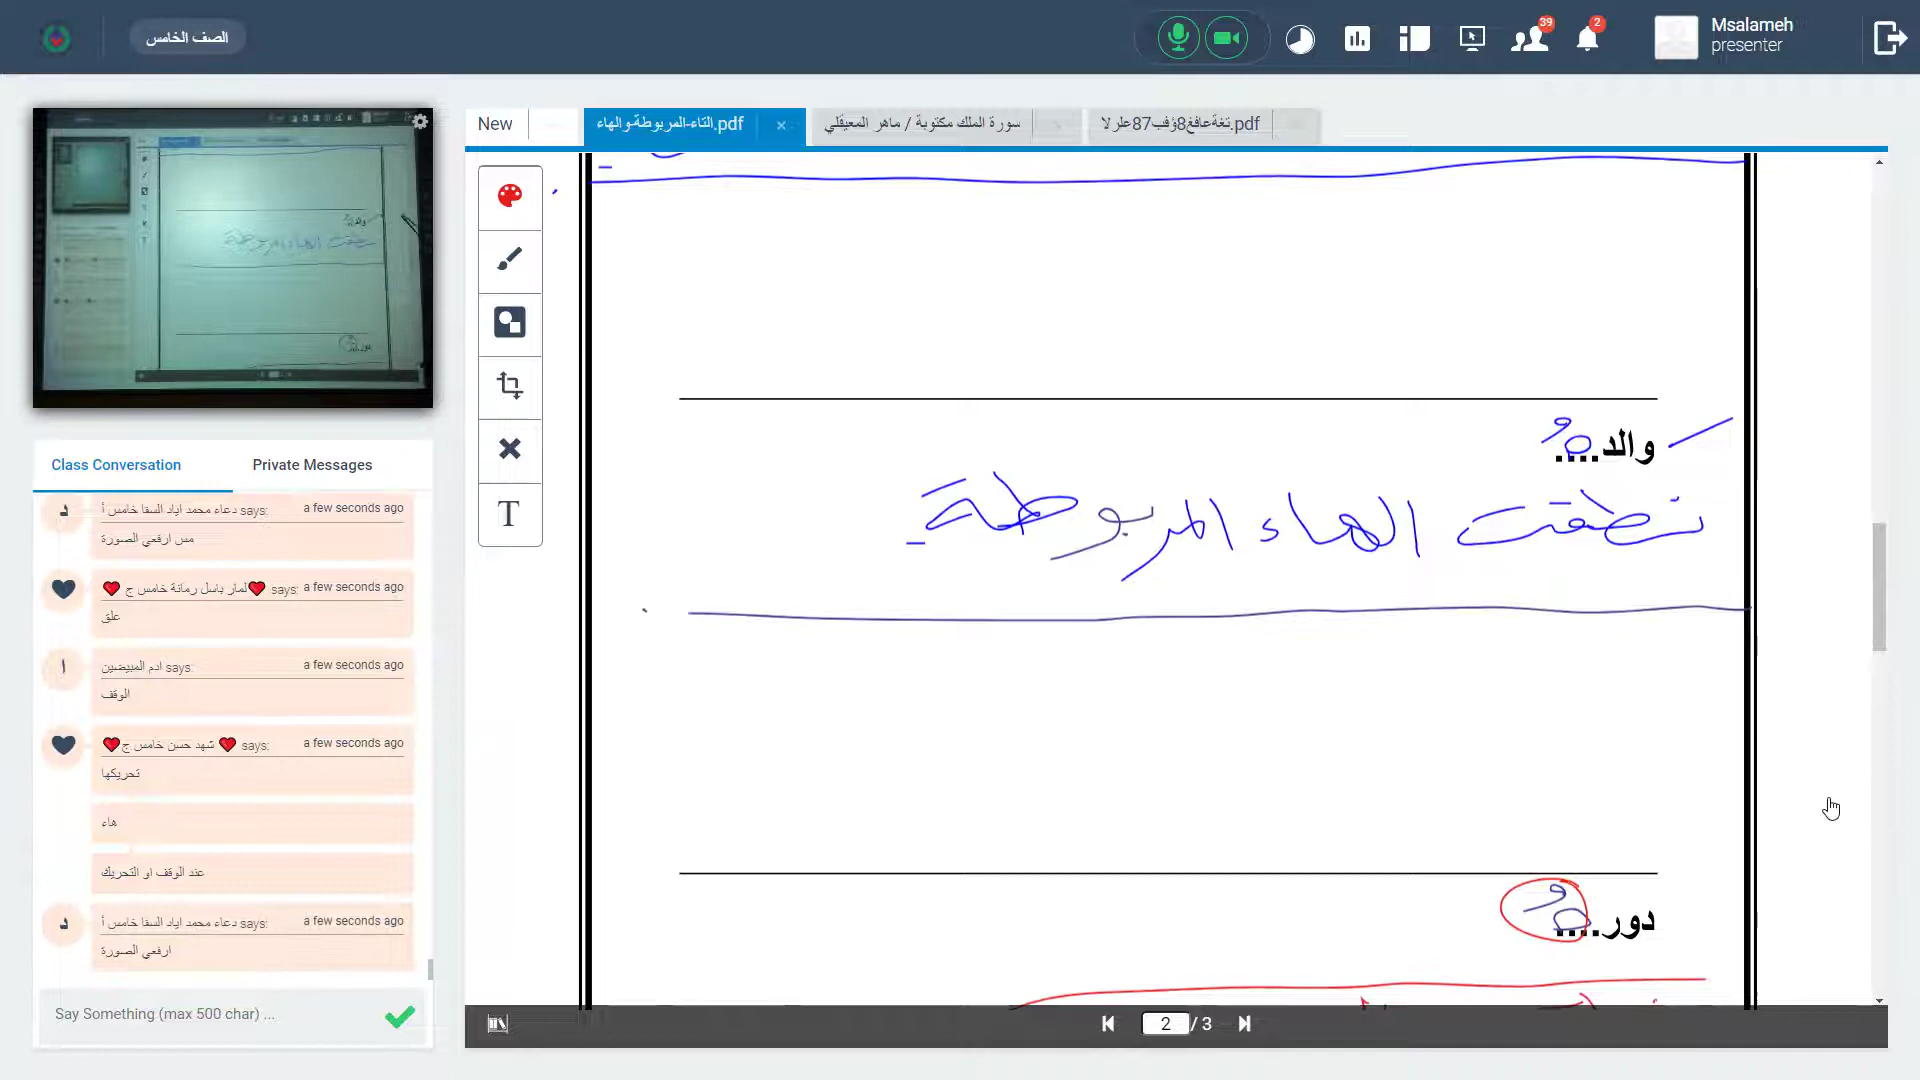 الصف الخامس
39
2
Msalameh
presenter
New
التاء-المربوطة-والهاء.pdf
سورة الملك مكتوبة / ماهر المعيقلي
Class Conversation
Private Messages
د
دعاء محمد اياد السقا خامس أ says:
a few seconds ago
مس ارفعي الصورة
❤️لمار باسل رمانة خامس ج ❤️ says:
a few seconds ago
علق
ا
ادم المبيضين says:
a few seconds ago
الوقف
❤️ شهد حسن خامس ج❤️ says:
a few seconds ago
تحريكها
هاء
عند الوقف او التحريك
د
دعاء محمد اياد السقا خامس أ says:
a few seconds ago
ارفعي الصورة
Say Something (max 500 char) ...
T
والد....هُ
نطقت الهاء المربوطة
دور....هُ
2 / 3